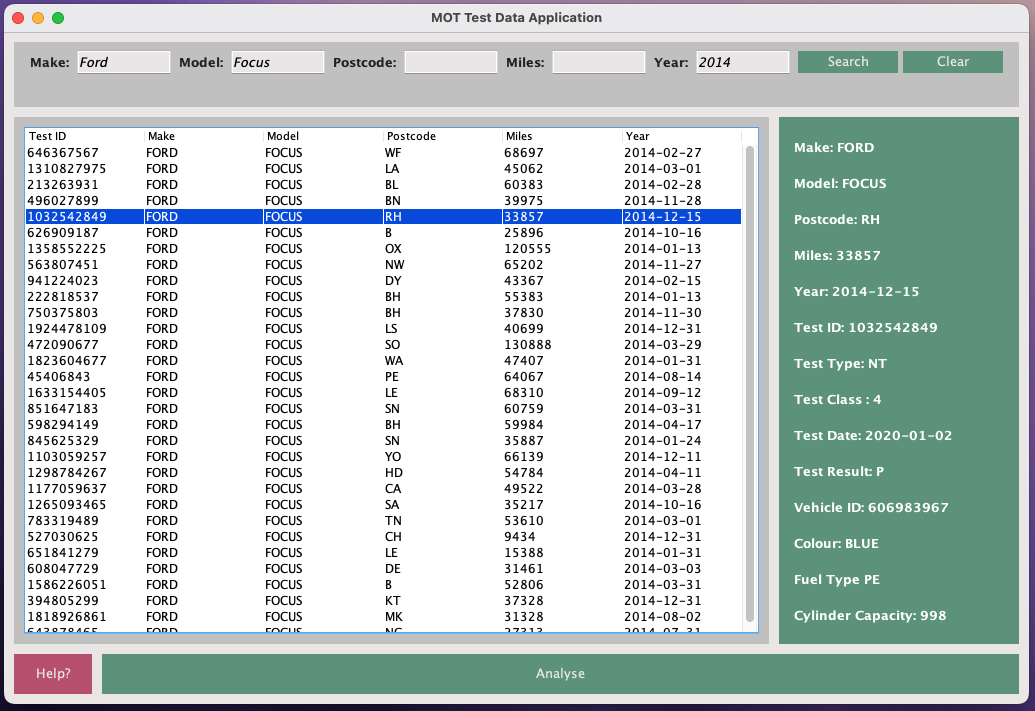 MOT Test Data Application
Make: Ford Model: Focus Postcode: Miles: Year: 2014 Search Clear
Test ID Make Model Postcode Miles Year
646367567 FORD FOCUS WF 68697 2014-02-27
1310827975 FORD FOCUS LA 45062 2014-03-01
213263931 FORD FOCUS BL 60383 2014-02-28
496027899 FORD FOCUS BN 39975 2014-11-28
1032542849 FORD FOCUS RH 33857 2014-12-15
626909187 FORD FOCUS B 25896 2014-10-16
1358552225 FORD FOCUS OX 120555 2014-01-13
563807451 FORD FOCUS NW 65202 2014-11-27
941224023 FORD FOCUS DY 43367 2014-02-15
222818537 FORD FOCUS BH 55383 2014-01-13
750375803 FORD FOCUS BH 37830 2014-11-30
1924478109 FORD FOCUS LS 40699 2014-12-31
472090677 FORD FOCUS SO 130888 2014-03-29
1823604677 FORD FOCUS WA 47407 2014-01-31
45406843 FORD FOCUS PE 64067 2014-08-14
1633154405 FORD FOCUS LE 68310 2014-09-12
851647183 FORD FOCUS SN 60759 2014-03-31
598294149 FORD FOCUS BH 59984 2014-04-17
845625329 FORD FOCUS SN 35887 2014-01-24
1103059257 FORD FOCUS YO 66139 2014-12-11
1298784267 FORD FOCUS HD 54784 2014-04-11
1177059637 FORD FOCUS CA 49522 2014-03-28
1265093465 FORD FOCUS SA 35217 2014-10-16
783319489 FORD FOCUS TN 53610 2014-03-01
527030625 FORD FOCUS CH 9434 2014-12-31
651841279 FORD FOCUS LE 15388 2014-01-31
608047729 FORD FOCUS DE 31461 2014-03-03
1586226051 FORD FOCUS B 52806 2014-03-31
394805299 FORD FOCUS KT 37328 2014-12-31
1818926861 FORD FOCUS MK 31328 2014-08-02
FORD FOCUS
Make: FORD
Model: FOCUS
Postcode: RH
Miles: 33857
Year: 2014-12-15
Test ID: 1032542849
Test Type: NT
Test Class : 4
Test Date: 2020-01-02
Test Result: P
Vehicle ID: 606983967
Colour: BLUE
Fuel Type PE
Cylinder Capacity: 998
Help? Analyse